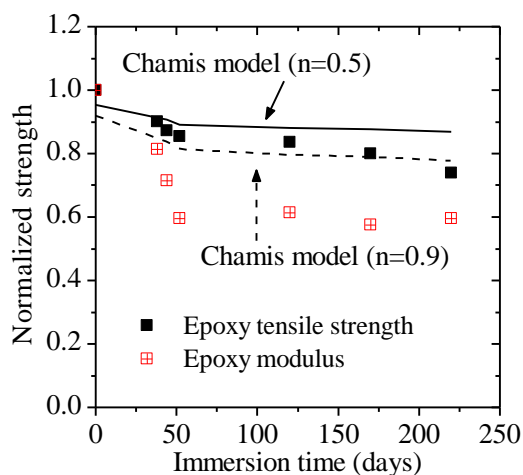 1.2
1.0
0.8
0.6
0.4
0.2
0.0
Normalized strength
Chamis model (n=0.5)
Chamis model (n=0.9)
Epoxy tensile strength
Epoxy modulus
0 50 100 150 200 250
Immersion time (days)